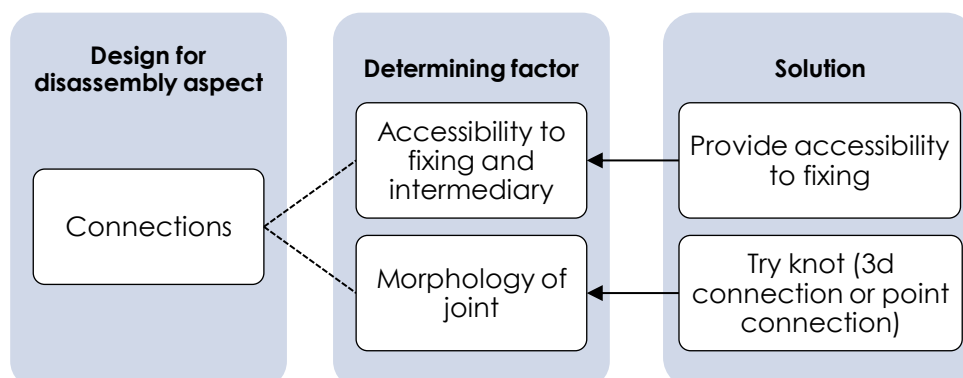 Design for
disassembly aspect
Determining factor
Solution
Connections
Accessibility to
fixing and
intermediary
Provide accessibility
to fixing
Morphology of
joint
Try knot (3d
connection or point
connection)